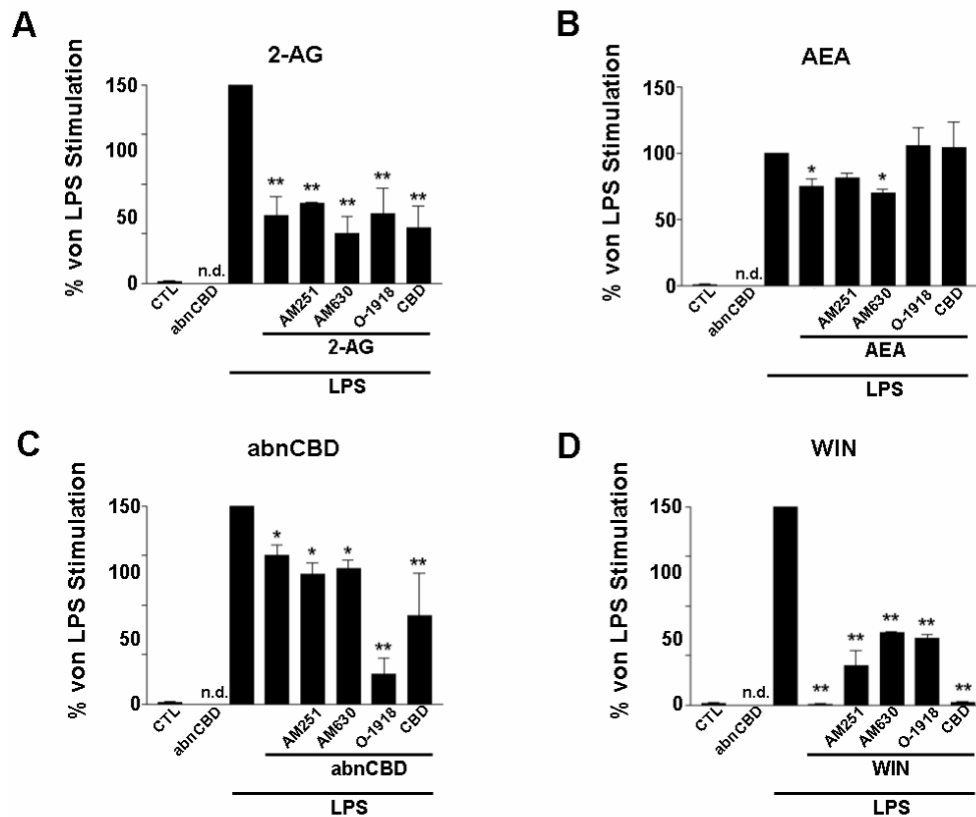 A
2-AG
% von LPS Stimulation
150
100
50
0
** ** ** ** **
n.d.
CTL
abnCBD
AM251
AM630
O-1918
CBD
2-AG
LPS
B
AEA
% von LPS Stimulation
150
100
50
0
* *
n.d.
CTL
abnCBD
AM251
AM630
O-1918
CBD
AEA
LPS
C
abnCBD
% von LPS Stimulation
150
100
50
0
* * * ** **
n.d.
CTL
abnCBD
AM251
AM630
O-1918
CBD
abnCBD
LPS
D
WIN
% von LPS Stimulation
150
100
50
0
** ** ** ** **
n.d.
CTL
abnCBD
AM251
AM630
O-1918
CBD
WIN
LPS